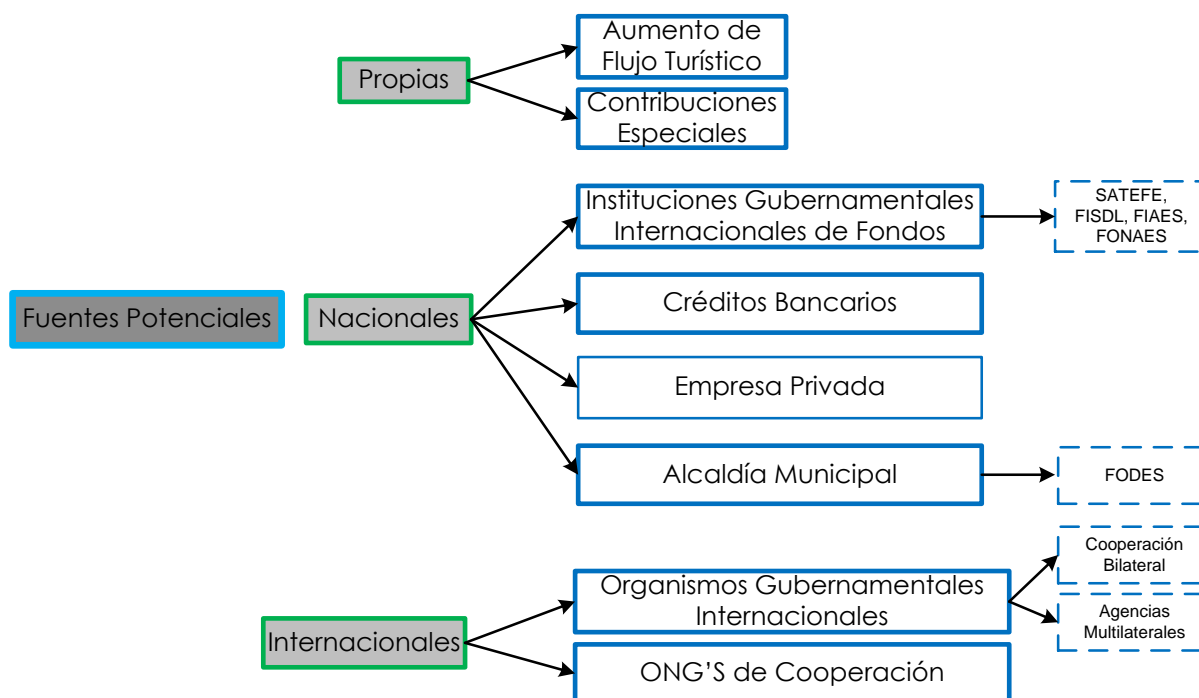 Aumento de
Flujo Turístico
Propias
Contribuciones
Especiales
Instituciones Gubernamentales
Internacionales de Fondos
SATEFE,
FISDL, FIAES,
FONAES
Fuentes Potenciales
Nacionales
Créditos Bancarios
Empresa Privada
Alcaldía Municipal
FODES
Organismos Gubernamentales
Internacionales
Cooperación
Bilateral
Agencias
Multilaterales
Internacionales
ONG'S de Cooperación